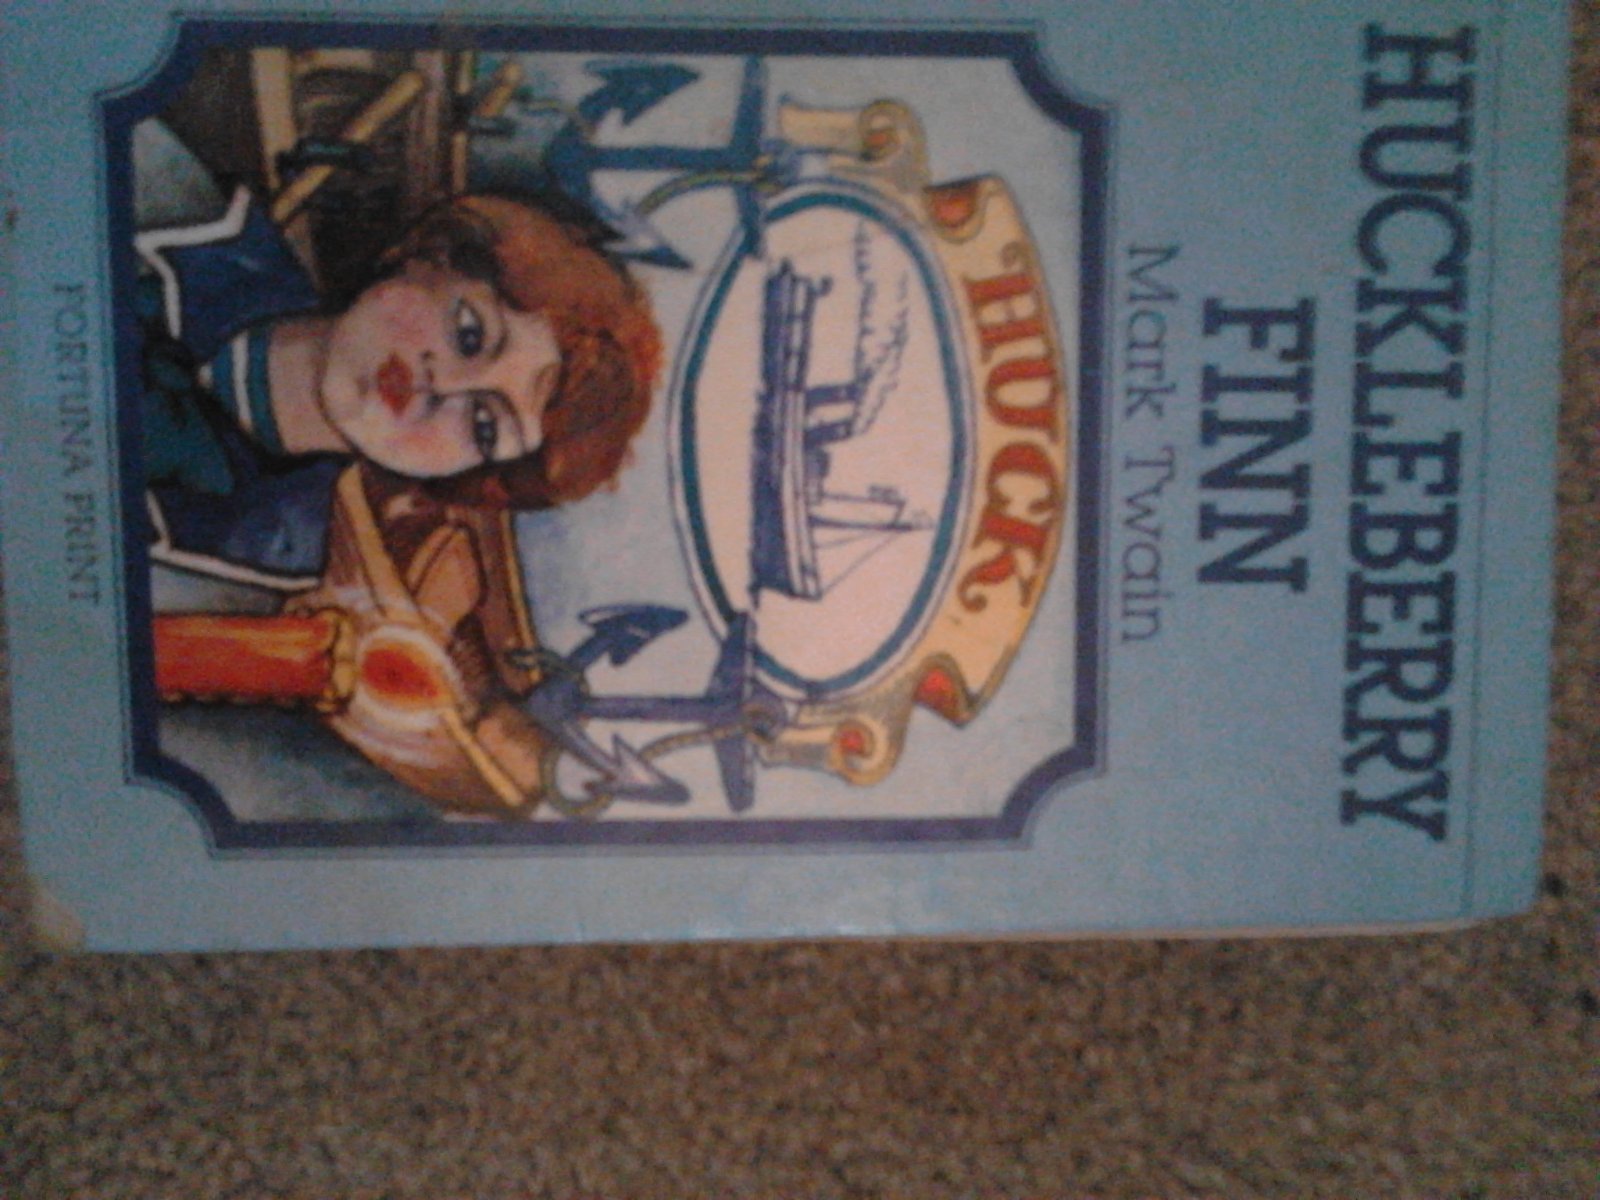 HUCKLEBERRY
FINN
Mark Twain
HUCK
FORTUNA PRINT